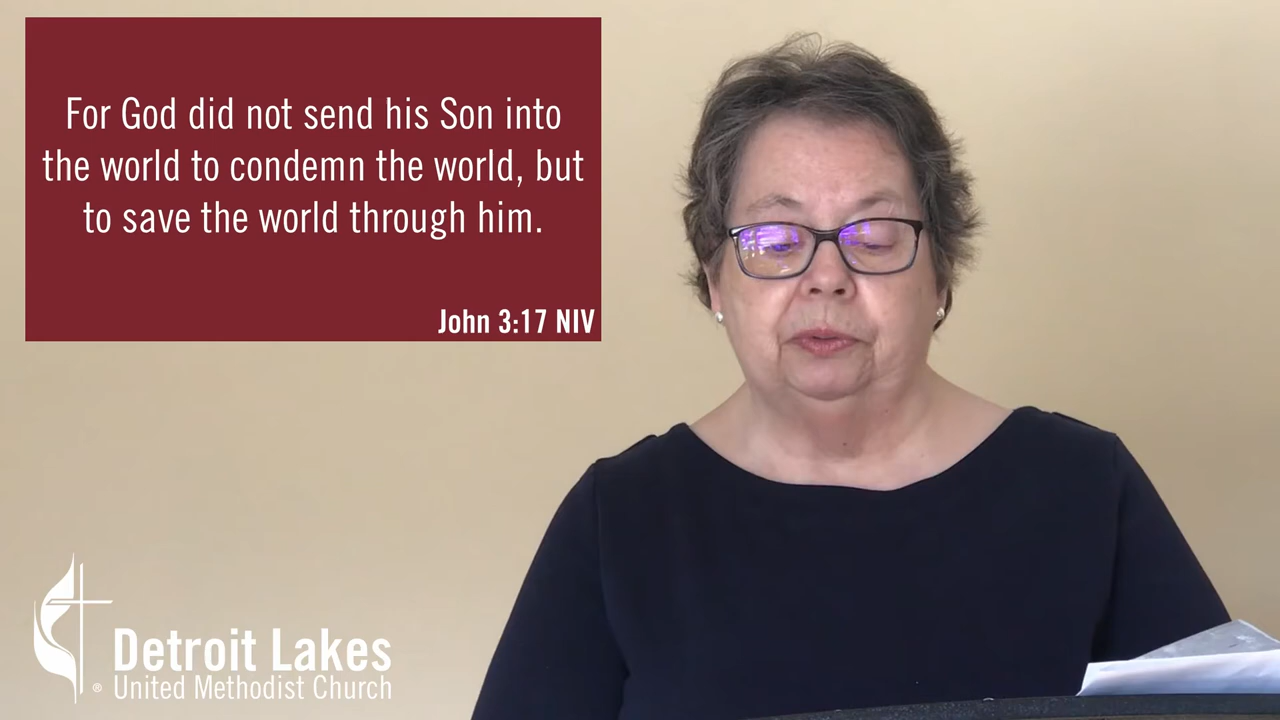 For God did not send his Son into
the world to condemn the world, but
to save the world through him.
John 3:17 NIV
Detroit Lakes
® United Methodist Church